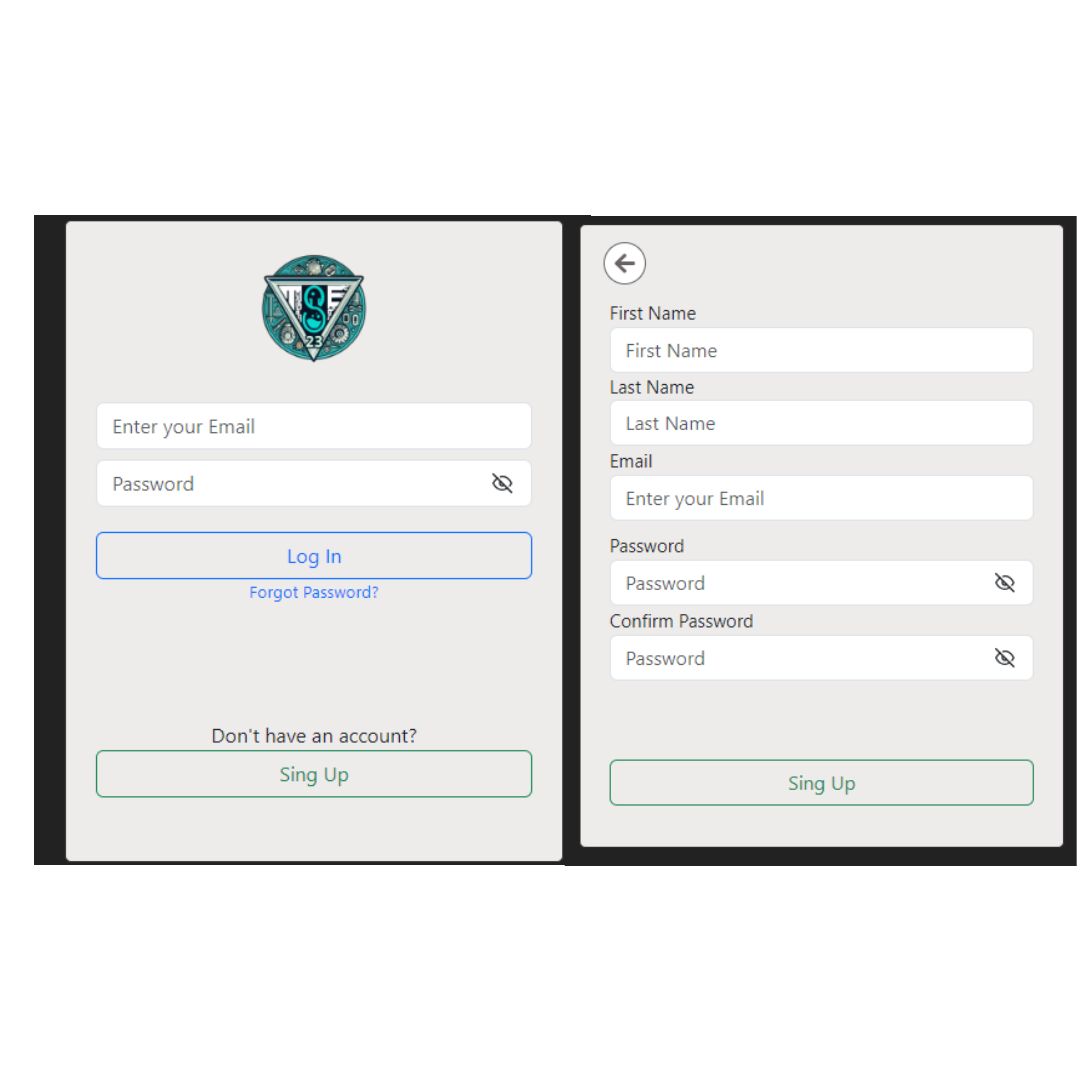 23
Enter your Email
Password
Log In
Forgot Password?
Don't have an account?
Sing Up
First Name
First Name
Last Name
Last Name
Email
Enter your Email
Password
Password
Confirm Password
Password
Sing Up